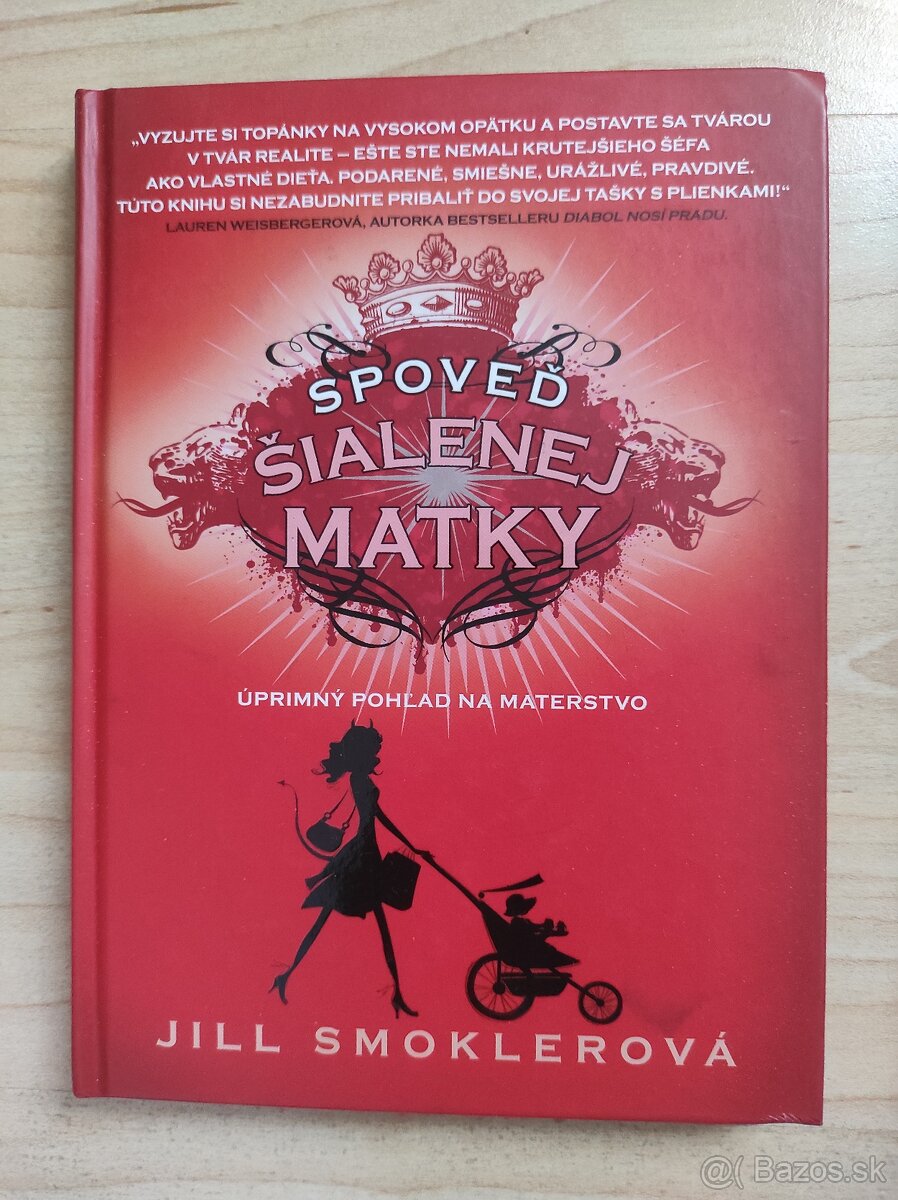 „VYZUJTE SI TOPÁNKY NA VYSOKOM OPÄTKU A POSTAVTE SA TVÁROU
V TVÁR REALITE – EŠTE STE NEMALI KRUTEJŠIEHO ŠÉFA
AKO VLASTNÉ DIEŤA. PODARENÉ, SMIEŠNE, URÁŽLIVÉ, PRAVDIVÉ.
TÚTO KNIHU SI NEZABUDNITE PRIBALIŤ DO SVOJEJ TAŠKY S PLIENKAMI!“
LAUREN WEISBERGEROVÁ, AUTORKA BESTSELLERU DIABOL NOSÍ PRADU.
SPOVEĎ
ŠIALENEJ
MATKY
ÚPRIMNÝ POHĽAD NA MATERSTVO
JILL SMOKLEROVÁ
@( Bazos.sk